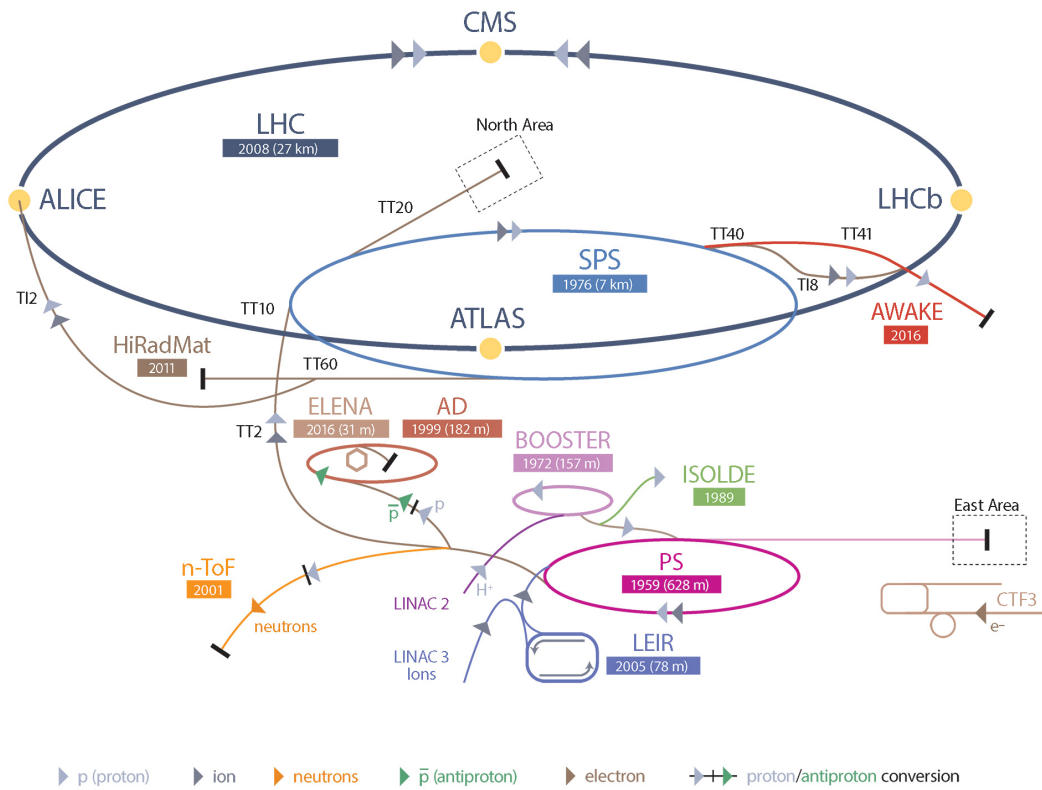 CMS
LHC
2008 (27 km)
North Area
ALICE
LHCb
TT20
TT40
TT41
SPS
1976 (7 km)
TI2
TT10
TI8
ATLAS
AWAKE
2016
HiRadMat
2011
TT60
ELENA
2016 (31 m)
AD
1999 (182 m)
TT2
BOOSTER
1972 (157 m)
ISOLDE
1989
p̅
p
East Area
n-ToF
2001
PS
1959 (628 m)
H⁺
LINAC 2
neutrons
CTF3
e⁻
LINAC 3
Ions
LEIR
2005 (78 m)
p (proton)
ion
neutrons
p̅ (antiproton)
electron
proton/antiproton conversion